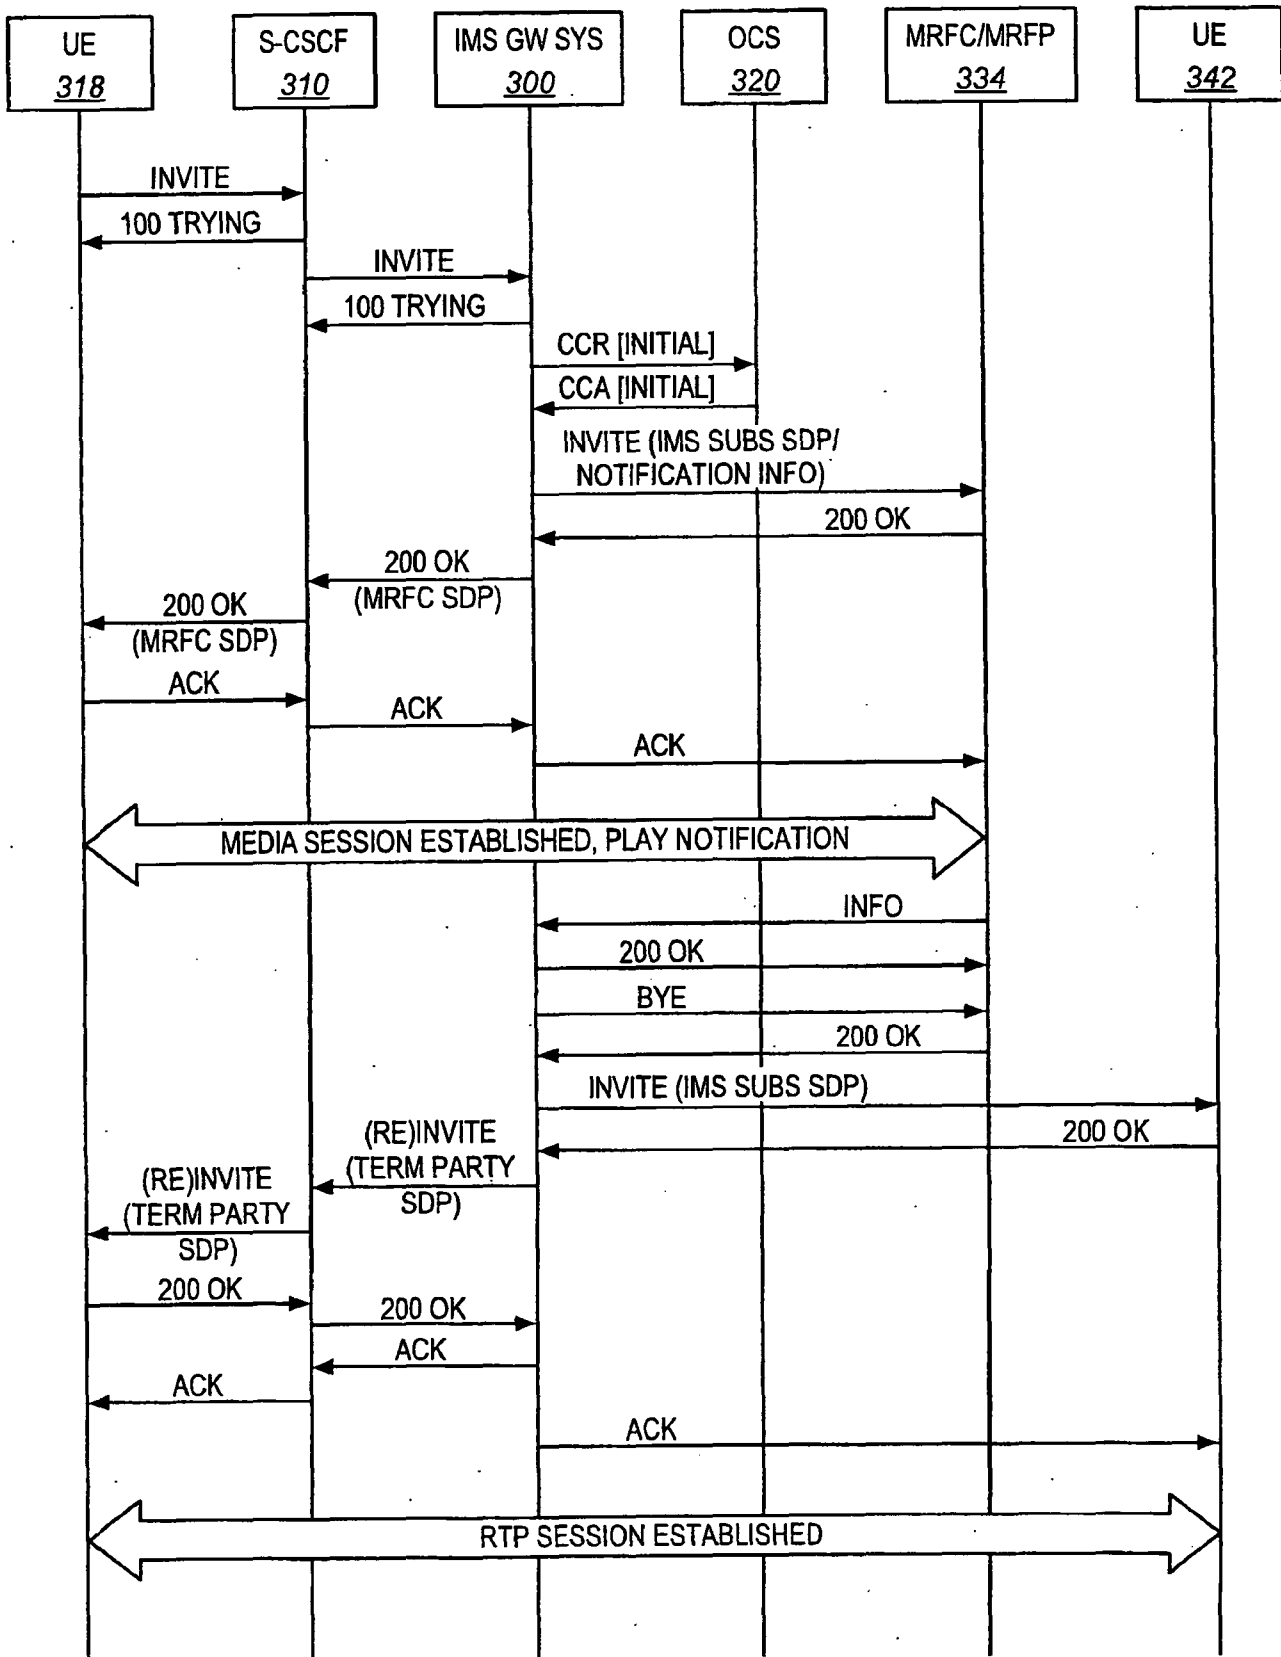 UE
318
S-CSCF
310
IMS GW SYS
300
OCS
320
MRFC/MRFP
334
UE
342
INVITE
100 TRYING
INVITE
100 TRYING
CCR [INITIAL]
CCA [INITIAL]
INVITE (IMS SUBS SDP/
NOTIFICATION INFO)
200 OK
200 OK
(MRFC SDP)
200 OK
(MRFC SDP)
ACK
ACK
ACK
MEDIA SESSION ESTABLISHED, PLAY NOTIFICATION
INFO
200 OK
BYE
200 OK
INVITE (IMS SUBS SDP)
200 OK
(RE)INVITE
(TERM PARTY
SDP)
(RE)INVITE
(TERM PARTY
SDP)
200 OK
200 OK
ACK
ACK
ACK
RTP SESSION ESTABLISHED